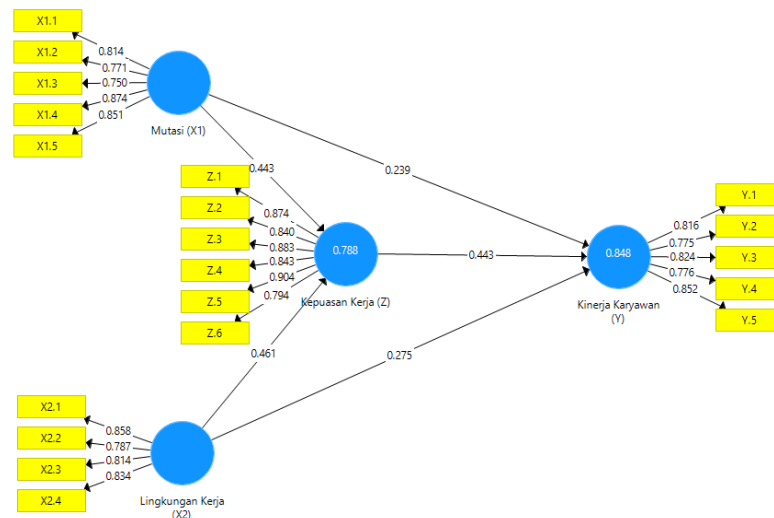 X1.1
X1.2
X1.3
X1.4
X1.5
0.814
0.771
0.750
0.874
0.851
Mutasi (X1)
0.443
0.239
Z.1
Z.2
Z.3
Z.4
Z.5
Z.6
0.874
0.840
0.883
0.843
0.904
0.794
0.788
Kepuasan Kerja (Z)
0.443
0.848
Kinerja Karyawan
(Y)
0.816
0.775
0.824
0.776
0.852
Y.1
Y.2
Y.3
Y.4
Y.5
0.461
0.275
X2.1
X2.2
X2.3
X2.4
0.858
0.787
0.814
0.834
Lingkungan Kerja
(X2)